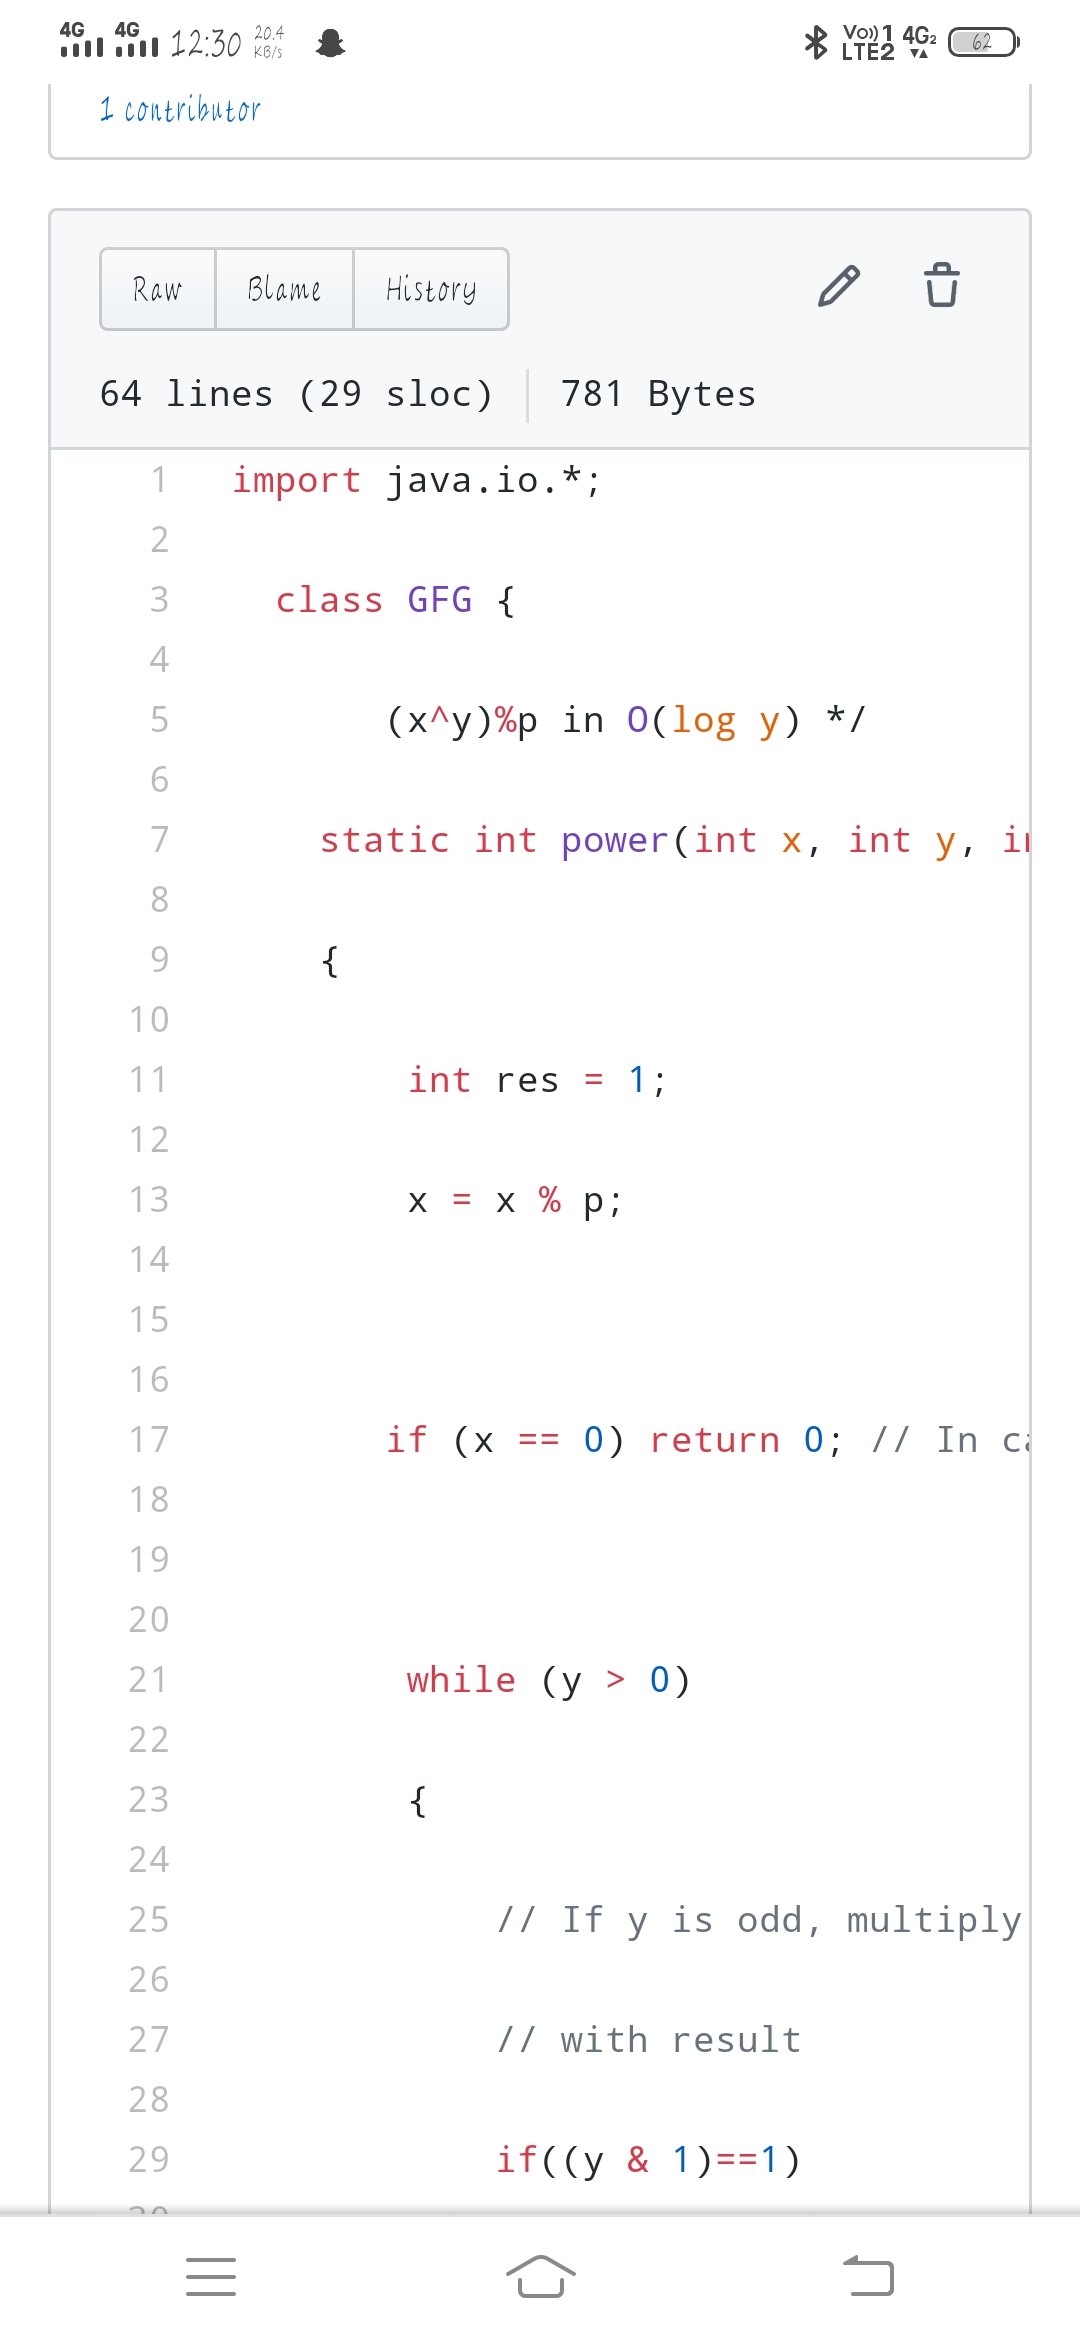 4G 4G 12:30 20.4 KB/s Vo)) 1 LTE2 4G2 62
1 contributor
Raw Blame History
64 lines (29 sloc) 781 Bytes
1 import java.io.*;
2
3 class GFG {
4
5 (x^y)%p in O(log y) */
6
7 static int power(int x, int y,
8
9 {
10
11 int res = 1;
12
13 x = x % p;
14
15
16
17 if (x == 0) return 0; // In
18
19
20
21 while (y > 0)
22
23 {
24
25 // If y is odd, multiply
26
27 // with result
28
29 if((y & 1)==1)